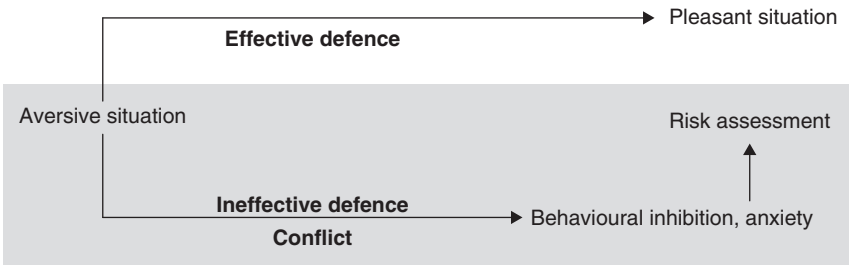 Pleasant situation
Effective defence
Aversive situation
Risk assessment
Ineffective defence
Behavioural inhibition, anxiety
Conflict